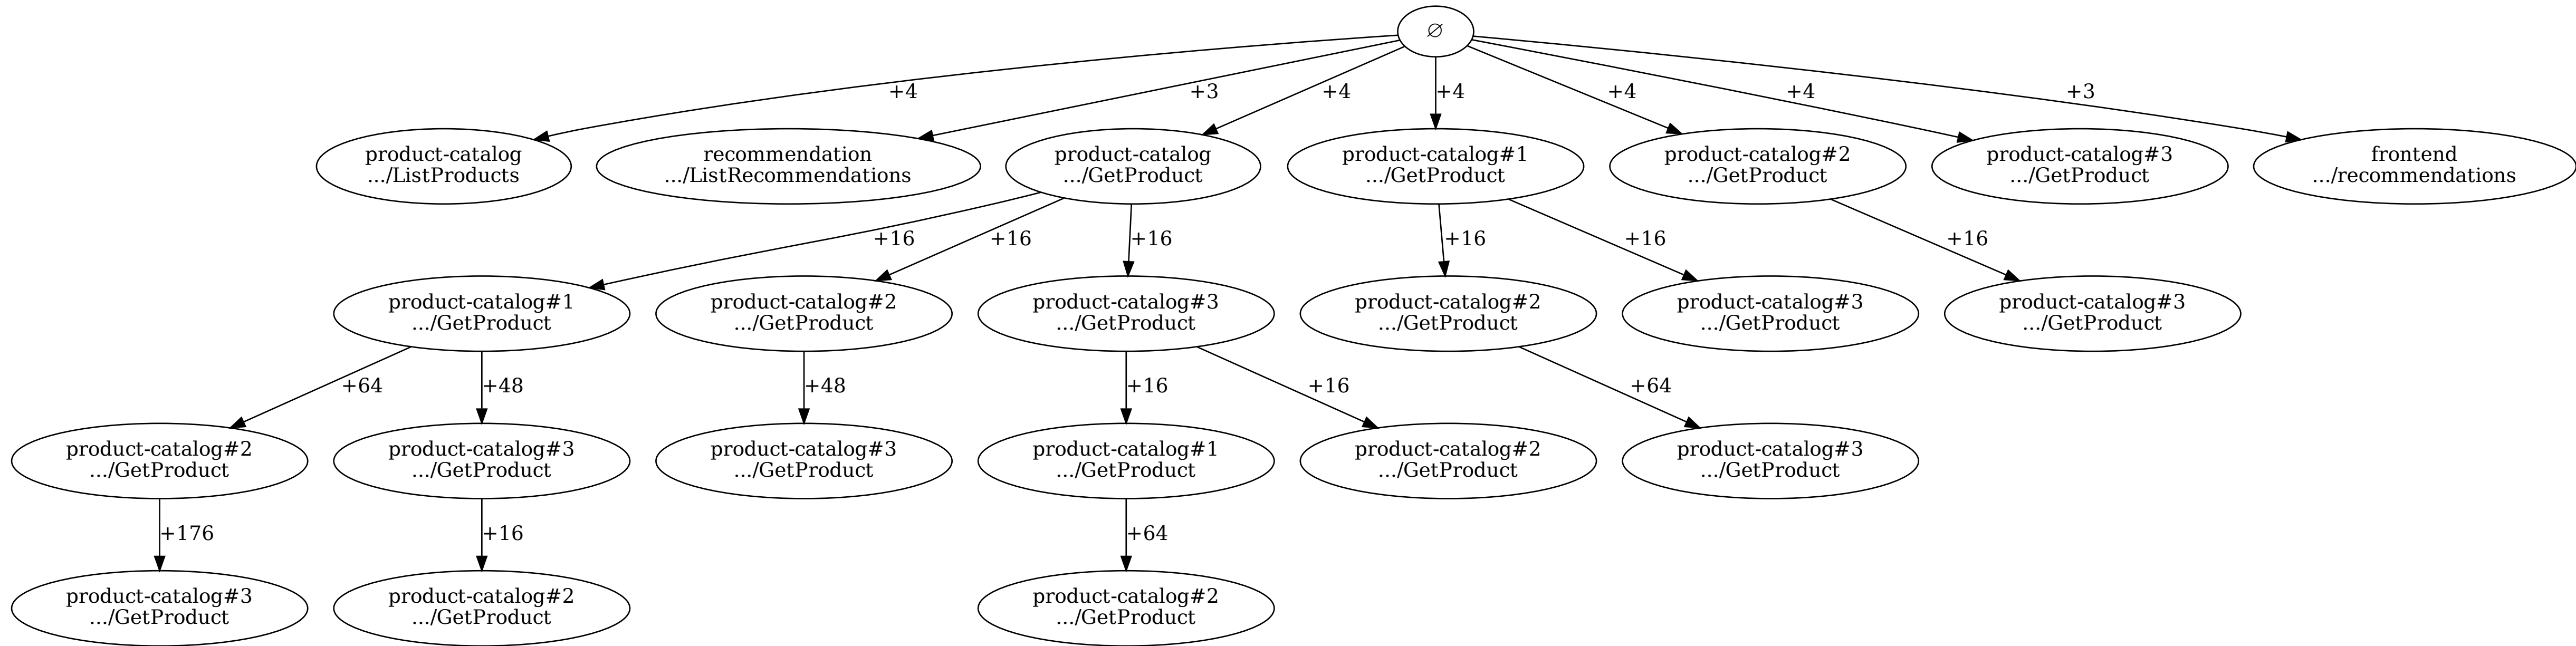 ∅
+4
+3
+4
+4
+4
+4
+3
product-catalog
.../ListProducts
recommendation
.../ListRecommendations
product-catalog
.../GetProduct
product-catalog#1
.../GetProduct
product-catalog#2
.../GetProduct
product-catalog#3
.../GetProduct
frontend
.../recommendations
+16
+16
+16
+16
+16
+16
product-catalog#1
.../GetProduct
product-catalog#2
.../GetProduct
product-catalog#3
.../GetProduct
product-catalog#2
.../GetProduct
product-catalog#3
.../GetProduct
product-catalog#3
.../GetProduct
+64
+48
+48
+16
+16
+64
product-catalog#2
.../GetProduct
product-catalog#3
.../GetProduct
product-catalog#3
.../GetProduct
product-catalog#1
.../GetProduct
product-catalog#2
.../GetProduct
product-catalog#3
.../GetProduct
+176
+16
+64
product-catalog#3
.../GetProduct
product-catalog#2
.../GetProduct
product-catalog#2
.../GetProduct